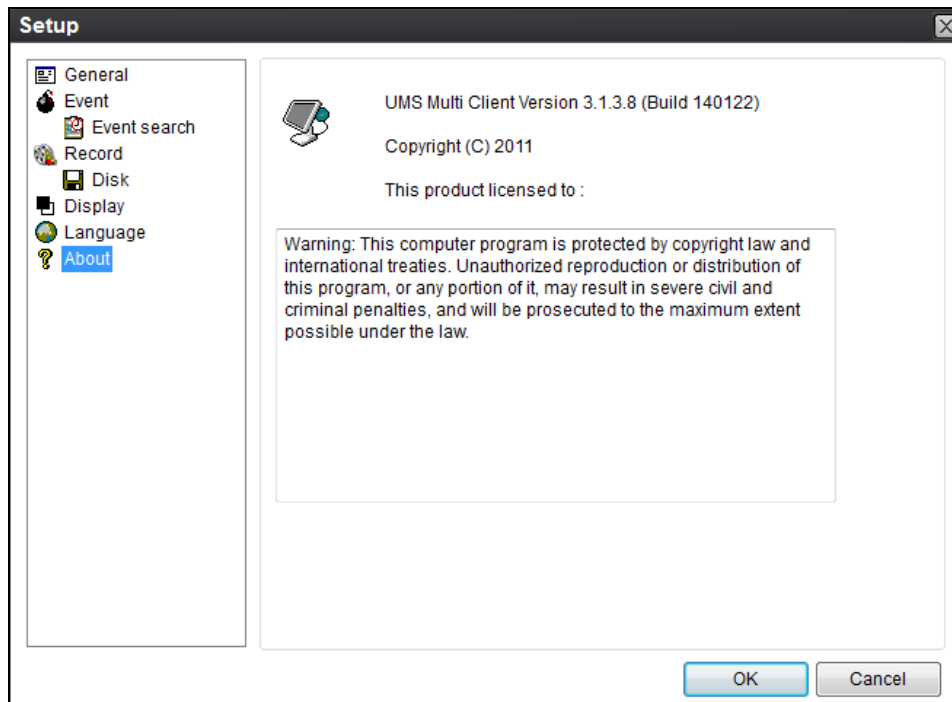 Setup
General
Event
Event search
Record
Disk
Display
Language
About
UMS Multi Client Version 3.1.3.8 (Build 140122)
Copyright (C) 2011
This product licensed to :
Warning: This computer program is protected by copyright law and
international treaties. Unauthorized reproduction or distribution of
this program, or any portion of it, may result in severe civil and
criminal penalties, and will be prosecuted to the maximum extent
possible under the law.
OK
Cancel